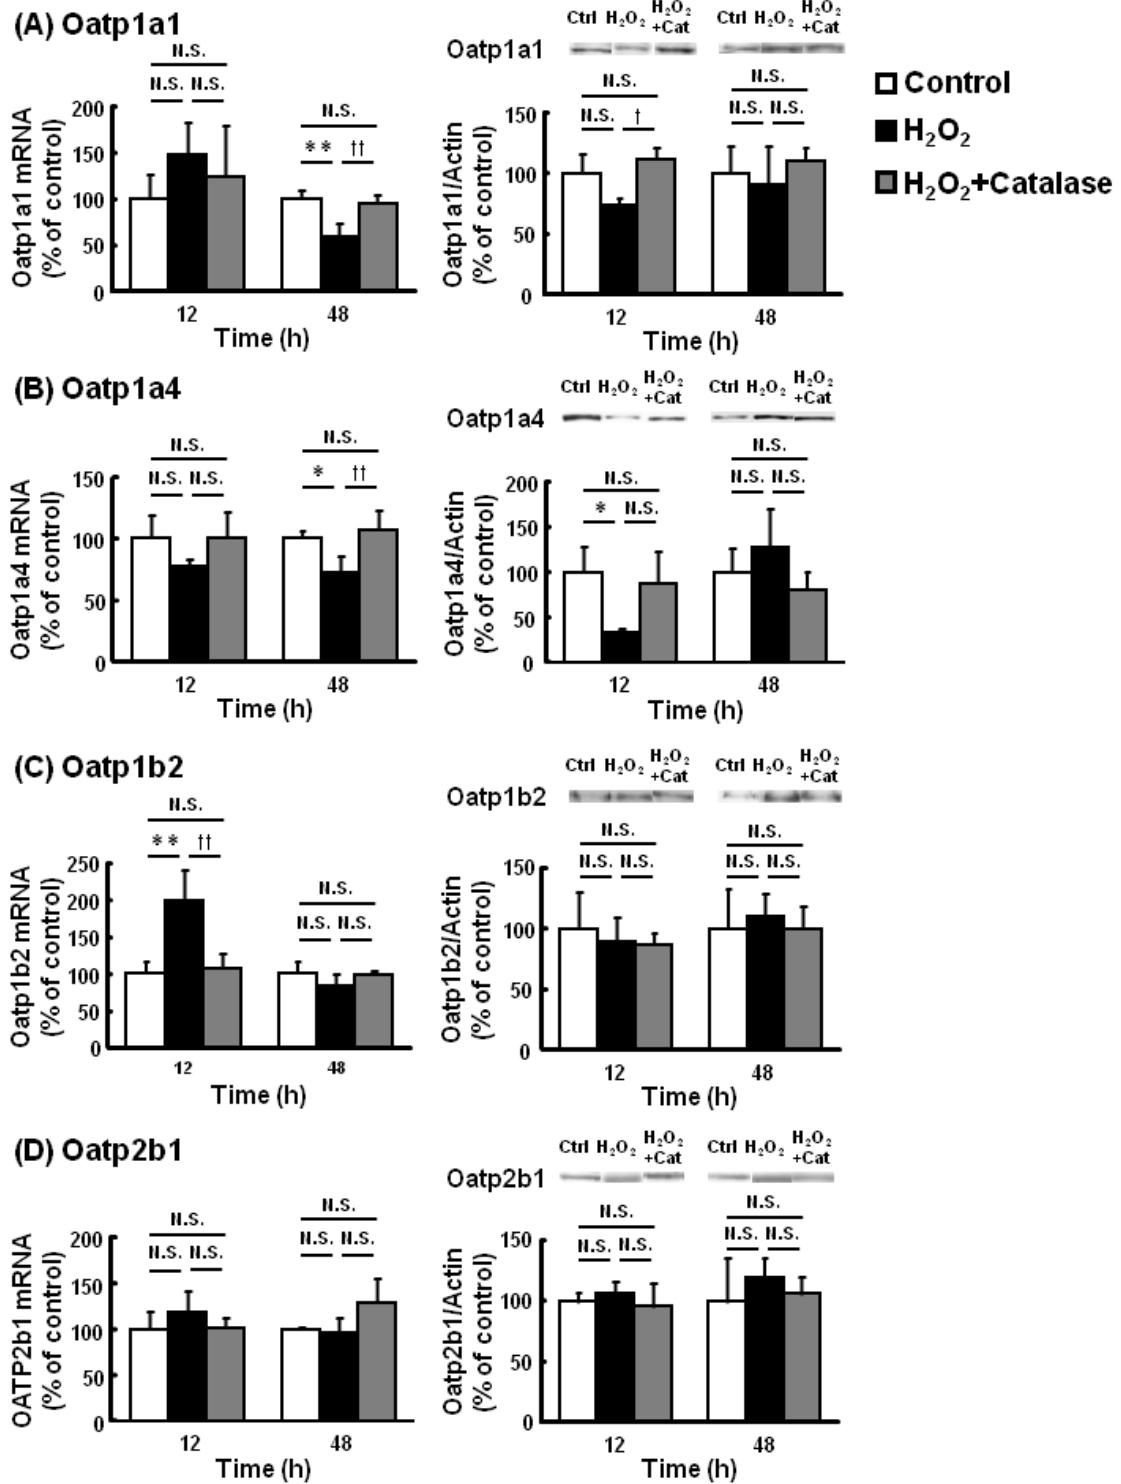 (A) Oatp1a1
N.S.
N.S. N.S.
N.S.
** ††
Oatp1a1 mRNA
(% of control)
200
150
100
50
0
12 48
Time (h)
Ctrl H2O2 H2O2 +Cat Ctrl H2O2 H2O2 +Cat
Oatp1a1
N.S.
N.S. †
N.S.
N.S. N.S.
Oatp1a1/Actin
(% of control)
150
100
50
0
12 48
Time (h)
Control
H2O2
H2O2+Catalase
(B) Oatp1a4
N.S.
N.S. N.S.
N.S.
* ††
Oatp1a4 mRNA
(% of control)
150
100
50
0
12 48
Time (h)
Ctrl H2O2 H2O2 +Cat Ctrl H2O2 H2O2 +Cat
Oatp1a4
N.S.
* N.S.
N.S.
N.S. N.S.
Oatp1a4/Actin
(% of control)
200
150
100
50
0
12 48
Time (h)
(C) Oatp1b2
N.S.
** ††
N.S.
N.S. N.S.
Oatp1b2 mRNA
(% of control)
250
200
150
100
50
0
12 48
Time (h)
Ctrl H2O2 H2O2 +Cat Ctrl H2O2 H2O2 +Cat
Oatp1b2
N.S.
N.S. N.S.
N.S.
N.S. N.S.
Oatp1b2/Actin
(% of control)
150
100
50
0
12 48
Time (h)
(D) Oatp2b1
N.S.
N.S. N.S.
N.S.
N.S. N.S.
OATP2b1 mRNA
(% of control)
200
150
100
50
0
12 48
Time (h)
Ctrl H2O2 H2O2 +Cat Ctrl H2O2 H2O2 +Cat
Oatp2b1
N.S.
N.S. N.S.
N.S.
N.S. N.S.
Oatp2b1/Actin
(% of control)
150
100
50
0
12 48
Time (h)